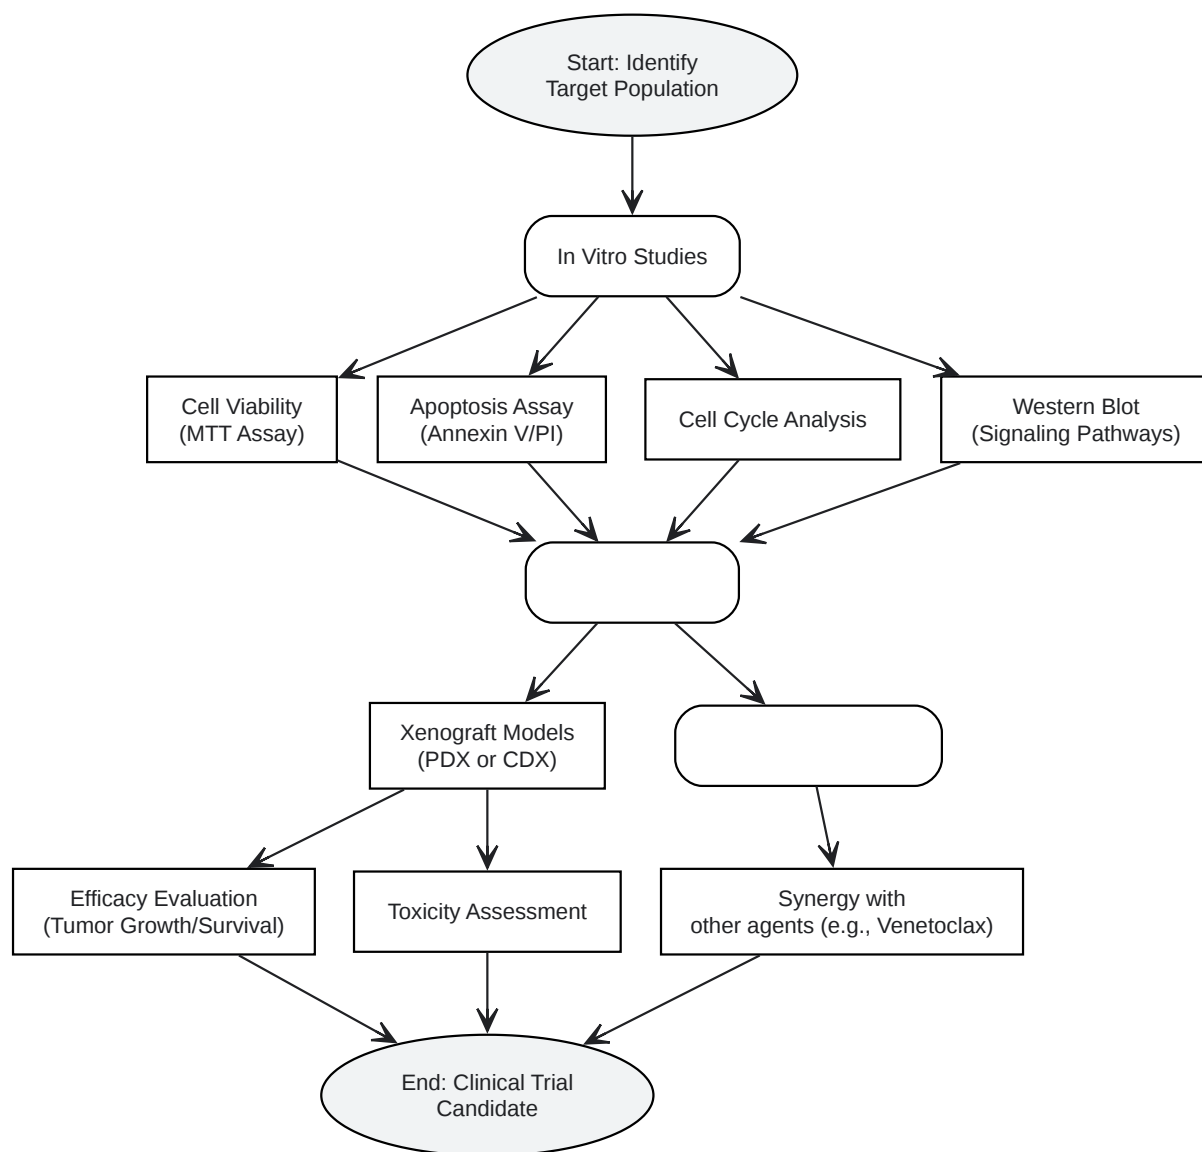 Start: Identify
Target Population
In Vitro Studies
Cell Viability
(MTT Assay)
Apoptosis Assay
(Annexin V/PI)
Cell Cycle Analysis
Western Blot
(Signaling Pathways)
Xenograft Models
(PDX or CDX)
Efficacy Evaluation
(Tumor Growth/Survival)
Toxicity Assessment
Synergy with
other agents (e.g., Venetoclax)
End: Clinical Trial
Candidate